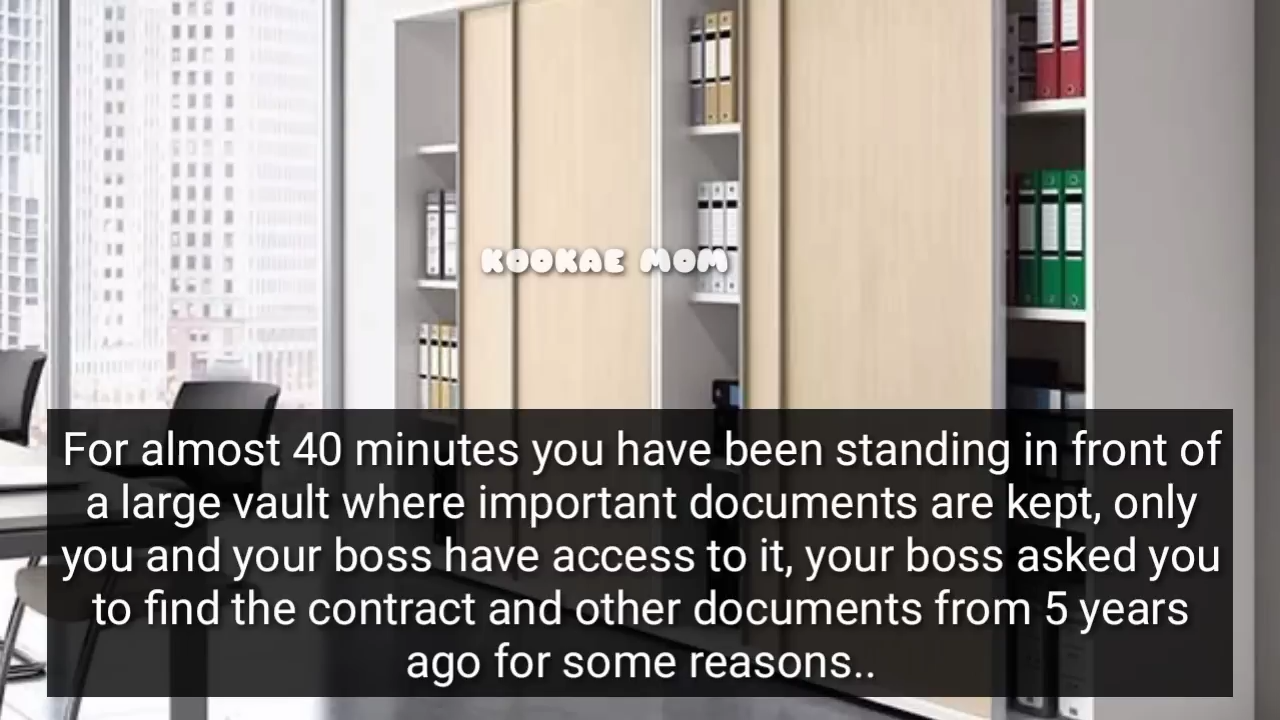 KOOKAE MOM
For almost 40 minutes you have been standing in front of
a large vault where important documents are kept, only
you and your boss have access to it, your boss asked you
to find the contract and other documents from 5 years
ago for some reasons..